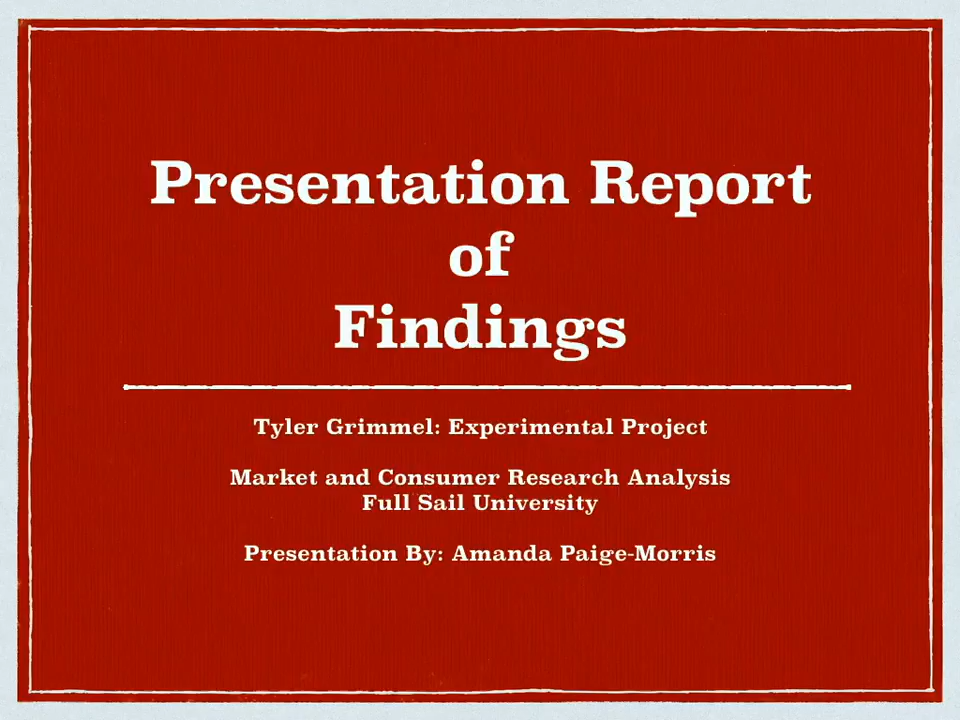 Presentation Report
of
Findings
Tyler Grimmel: Experimental Project
Market and Consumer Research Analysis
Full Sail University
Presentation By: Amanda Paige-Morris